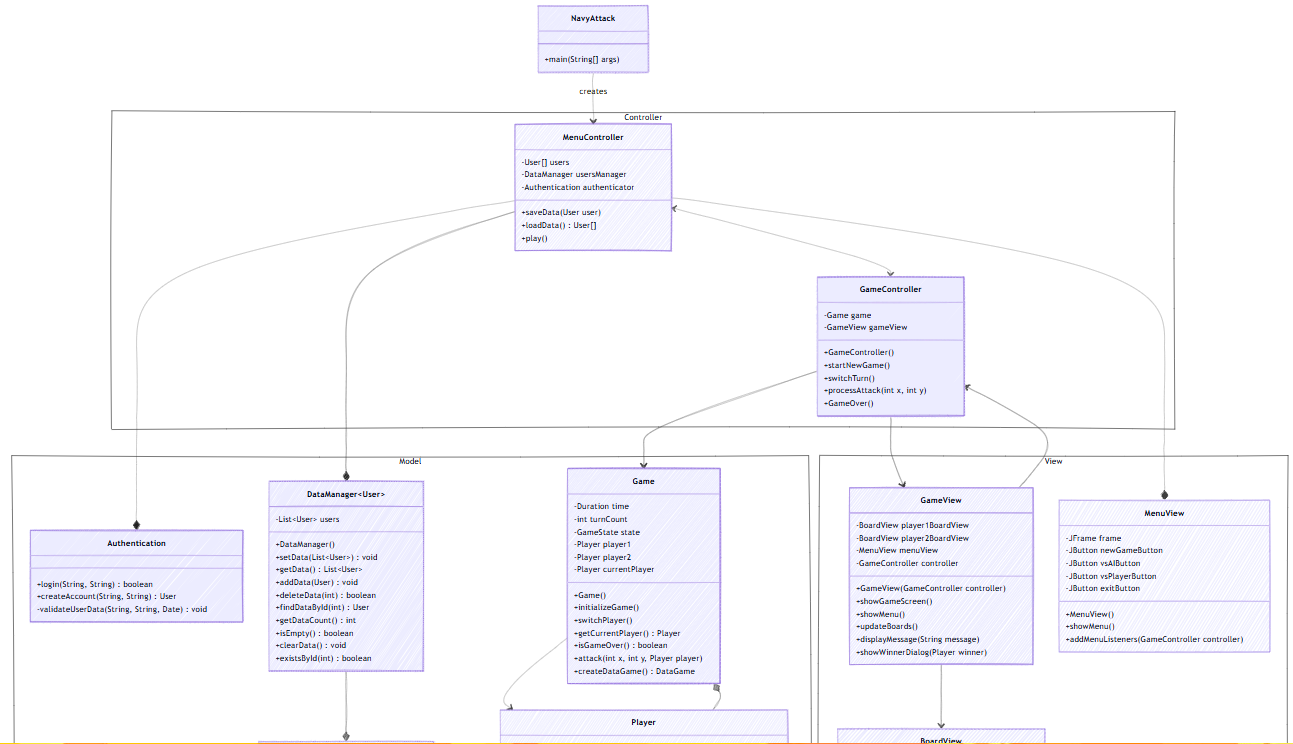 NavyAttack
+main(String[] args)
creates
Controller
MenuController
-User[] users
-DataManager usersManager
-Authentication authenticator
+saveData(User user)
+loadData() : User[]
+play()
GameController
-Game game
-GameView gameView
+GameController()
+startNewGame()
+switchTurn()
+processAttack(int x, int y)
+GameOver()
Model
Authentication
+login(String, String) : boolean
+createAccount(String, String) : User
-validateUserData(String, String, Date) : void
DataManager<User>
-List<User> users
+DataManager()
+setData(List<User>) : void
+getData() : List<User>
+addData(User) : void
+deleteData(int) : boolean
+findDataById(int) : User
+getDataCount() : int
+isEmpty() : boolean
+clearData() : void
+existsById(int) : boolean
Game
-Duration time
-int turnCount
-GameState state
-Player player1
-Player player2
-Player currentPlayer
+Game()
+initializeGame()
+switchPlayer()
+getCurrentPlayer() : Player
+isGameOver() : boolean
+attack(int x, int y, Player player)
+createDataGame() : DataGame
Player
View
GameView
-BoardView player1BoardView
-BoardView player2BoardView
-MenuView menuView
-GameController controller
+GameView(GameController controller)
+showGameScreen()
+showMenu()
+updateBoards()
+displayMessage(String message)
+showWinnerDialog(Player winner)
MenuView
-JFrame frame
-JButton newGameButton
-JButton vsAIButton
-JButton vsPlayerButton
-JButton exitButton
+MenuView()
+showMenu()
+addMenuListeners(GameController controller)
BoardView